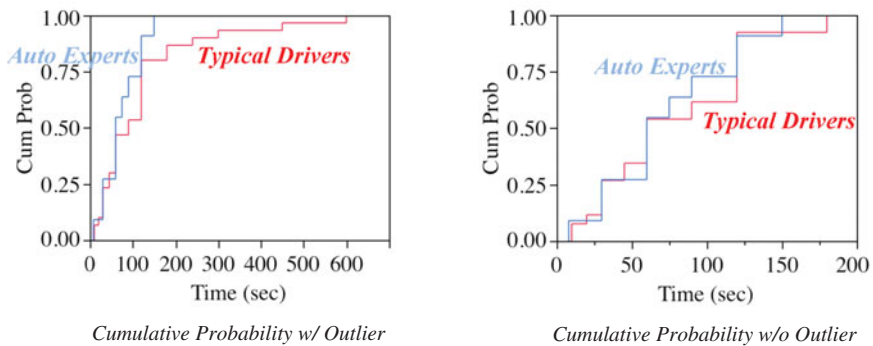 1.00
Auto Experts
Typical Drivers
0.75
Cum Prob
0.50
0.25
0.00
0 100 200 300 400 500 600
Time (sec)
Cumulative Probability w/ Outlier
1.00
Auto Experts
0.75
Cum Prob
0.50
Typical Drivers
0.25
0.00
0 50 100 150 200
Time (sec)
Cumulative Probability w/o Outlier